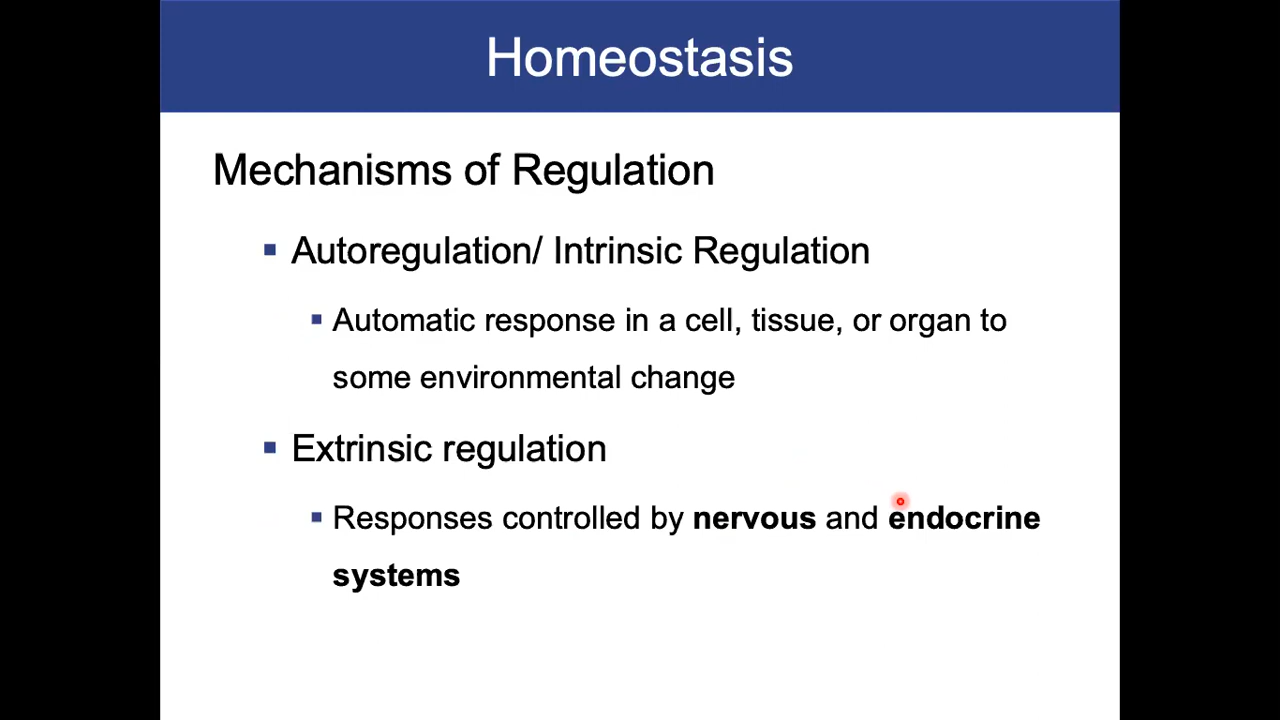 Homeostasis
Mechanisms of Regulation
▪ Autoregulation/ Intrinsic Regulation
▪ Automatic response in a cell, tissue, or organ to
some environmental change
▪ Extrinsic regulation
▪ Responses controlled by nervous and endocrine
systems